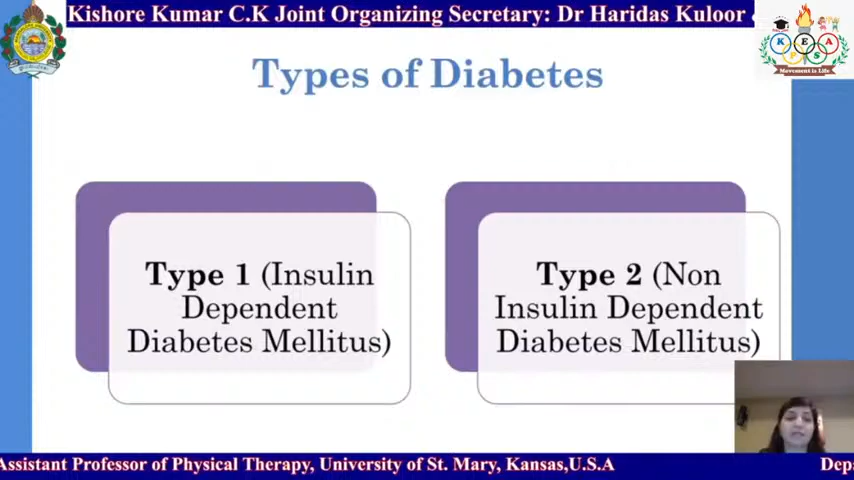 Kishore Kumar C.K Joint Organizing Secretary: Dr Haridas Kuloor
K E A
P S
Movement is Life
Types of Diabetes
Type 1 (Insulin
Dependent
Diabetes Mellitus)
Type 2 (Non
Insulin Dependent
Diabetes Mellitus)
Assistant Professor of Physical Therapy, University of St. Mary, Kansas,U.S.A